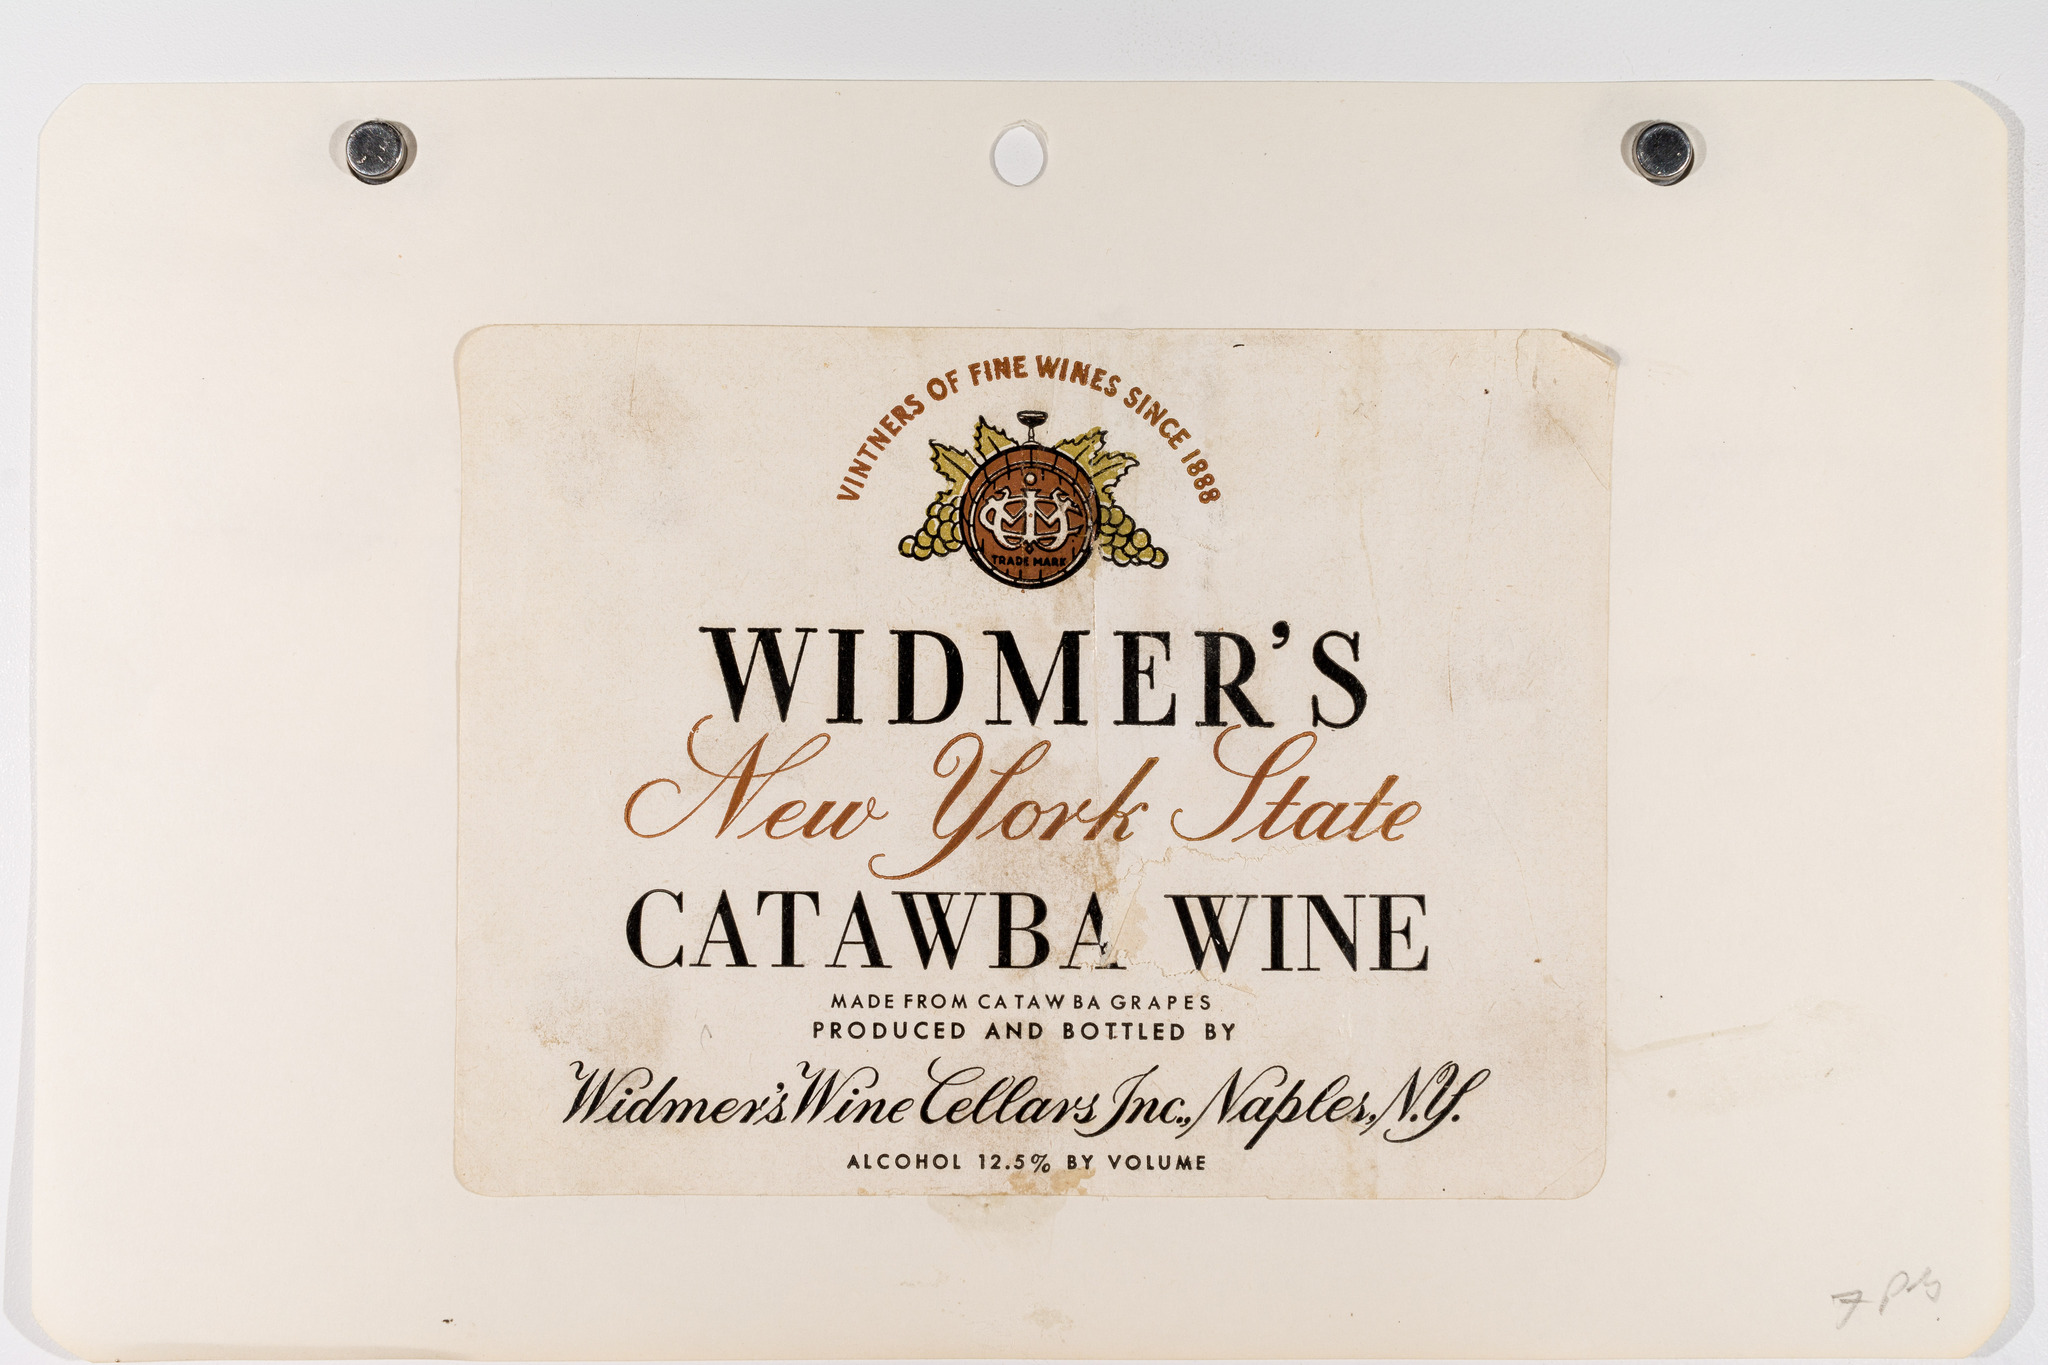 VINTNERS OF FINE WINES SINCE 1888
TRADE MARK
WIDMER'S
New York State
CATAWBA WINE
MADE FROM CATAWBA GRAPES
PRODUCED AND BOTTLED BY
Widmer's Wine Cellars Inc., Naples, N.Y.
ALCOHOL 12.5% BY VOLUME